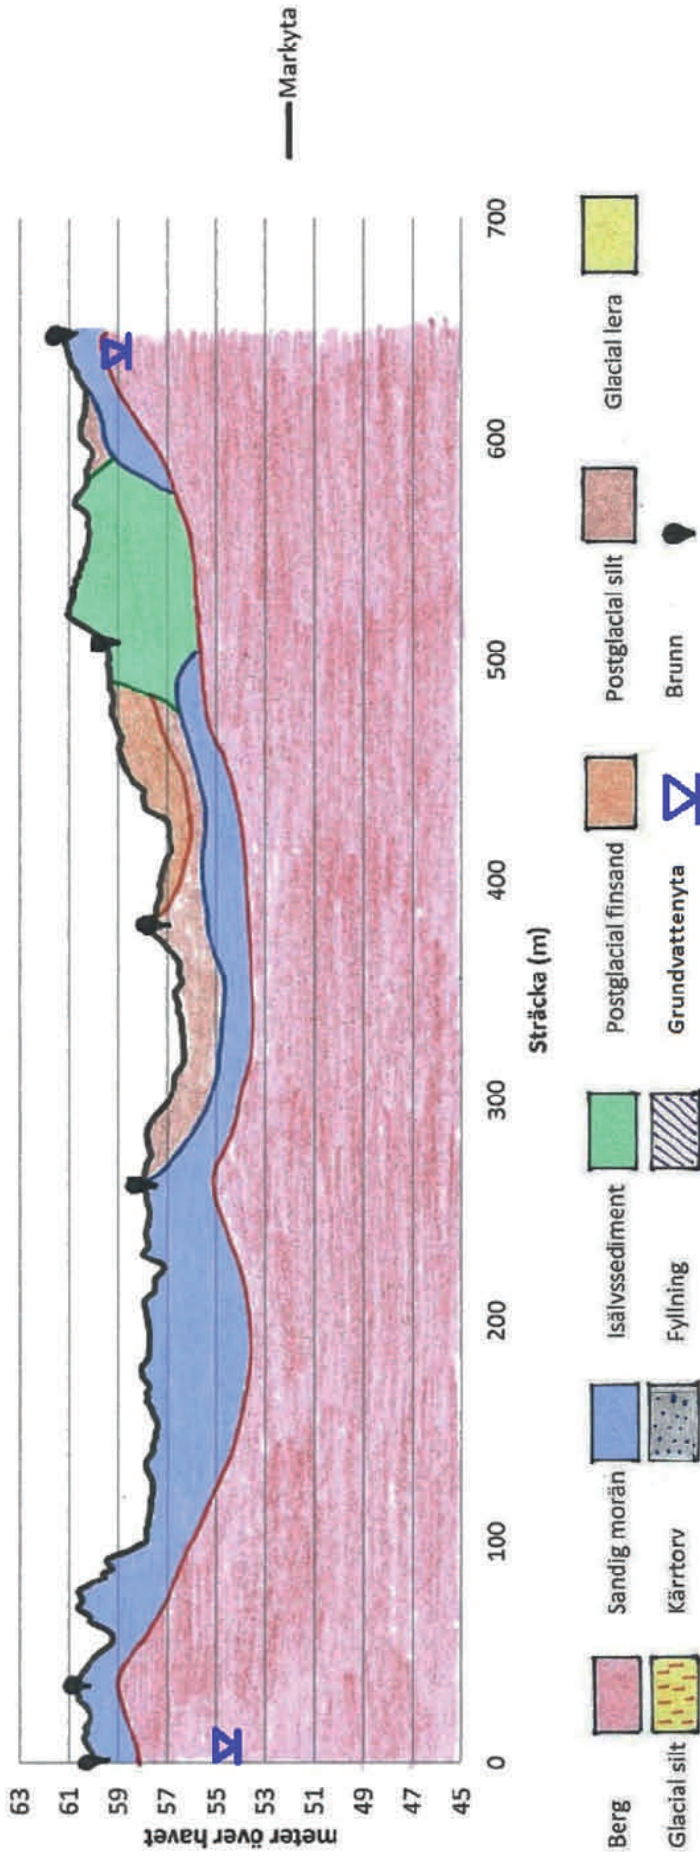 Markyta
63
61
59
57
55
53
51
49
47
45
meter över havet
0 100 200 300 400 500 600 700
Sträcka (m)
Berg Sandig morän Isälvssediment Postglacial finsand Postglacial silt Glacial lera
Glacial silt Kärrtorv Fyllning Grundvattenyta Brunn